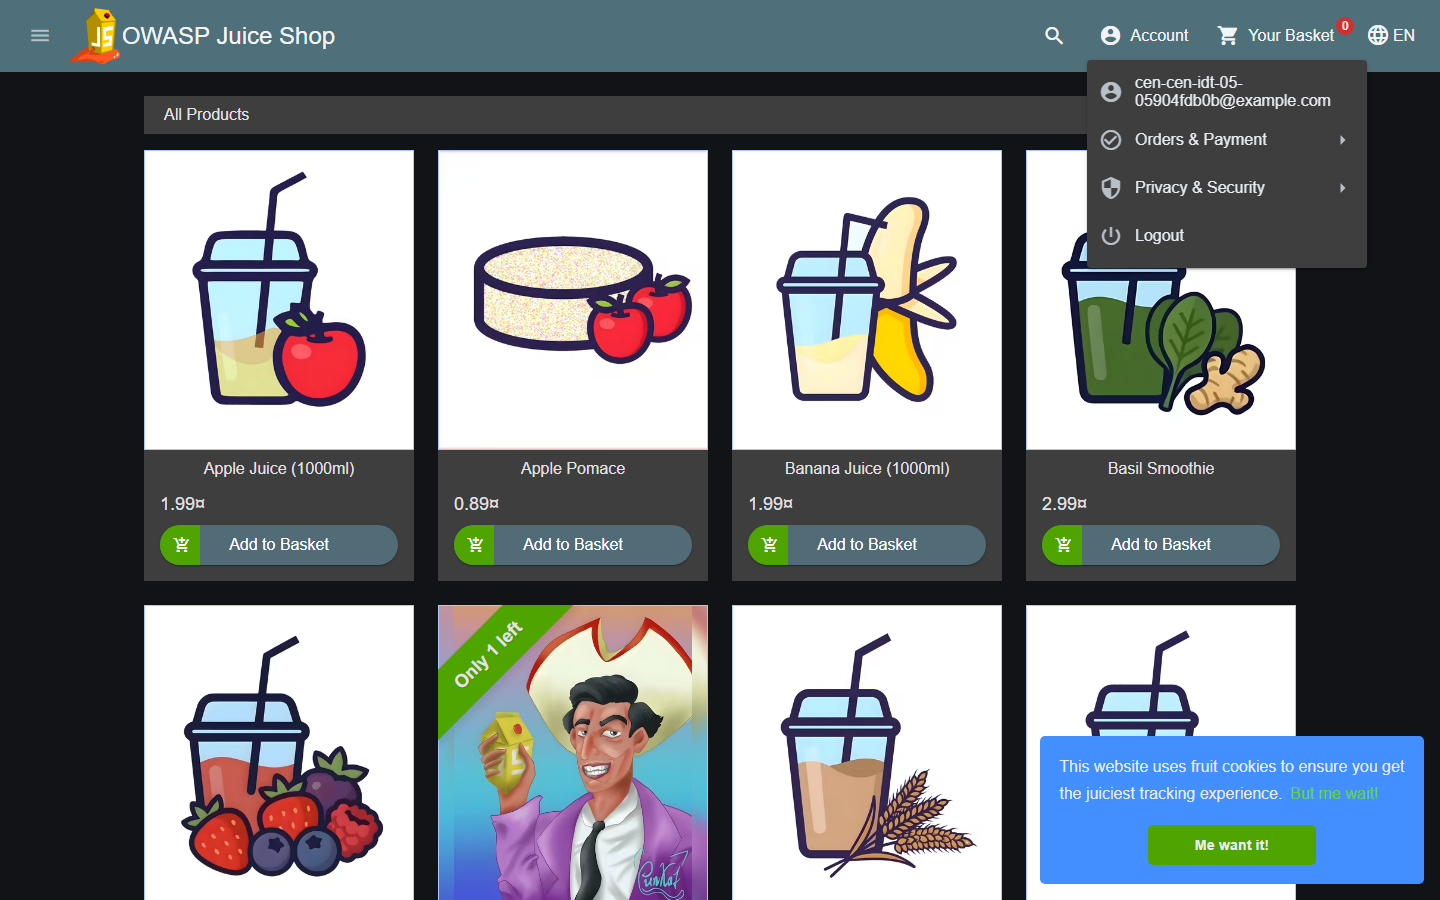 OWASP Juice Shop
Account
Your Basket
0
EN
cen-cen-idt-05-
05904fdb0b@example.com
Orders & Payment
Privacy & Security
Logout
All Products
Apple Juice (1000ml)
1.99¤
Add to Basket
Apple Pomace
0.89¤
Add to Basket
Banana Juice (1000ml)
1.99¤
Add to Basket
Basil Smoothie
2.99¤
Add to Basket
Only 1 left
This website uses fruit cookies to ensure you get
the juiciest tracking experience. But me wait!
Me want it!
JS
JS